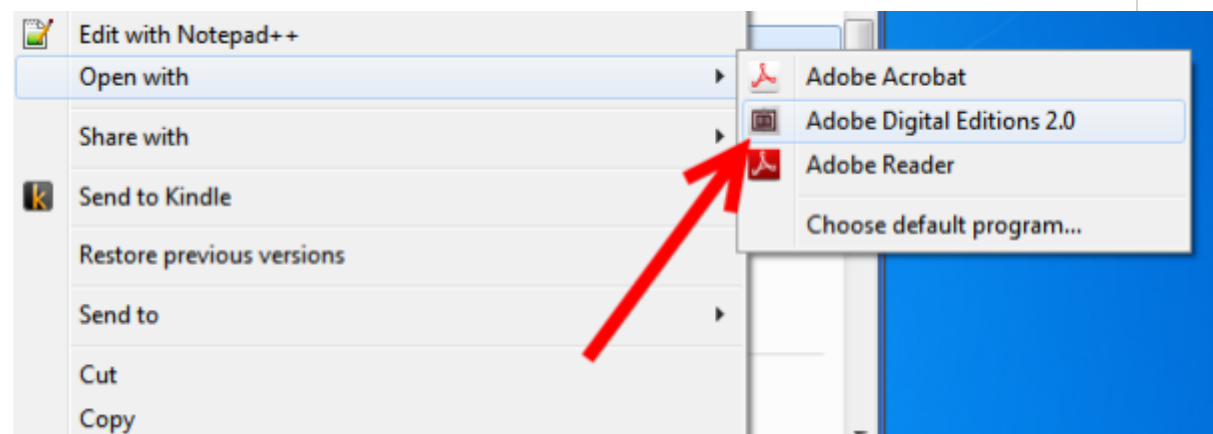 Edit with Notepad++
Open with
Adobe Acrobat
Adobe Digital Editions 2.0
Adobe Reader
Choose default program...
Share with
k
Send to Kindle
Restore previous versions
Send to
Cut
Copy